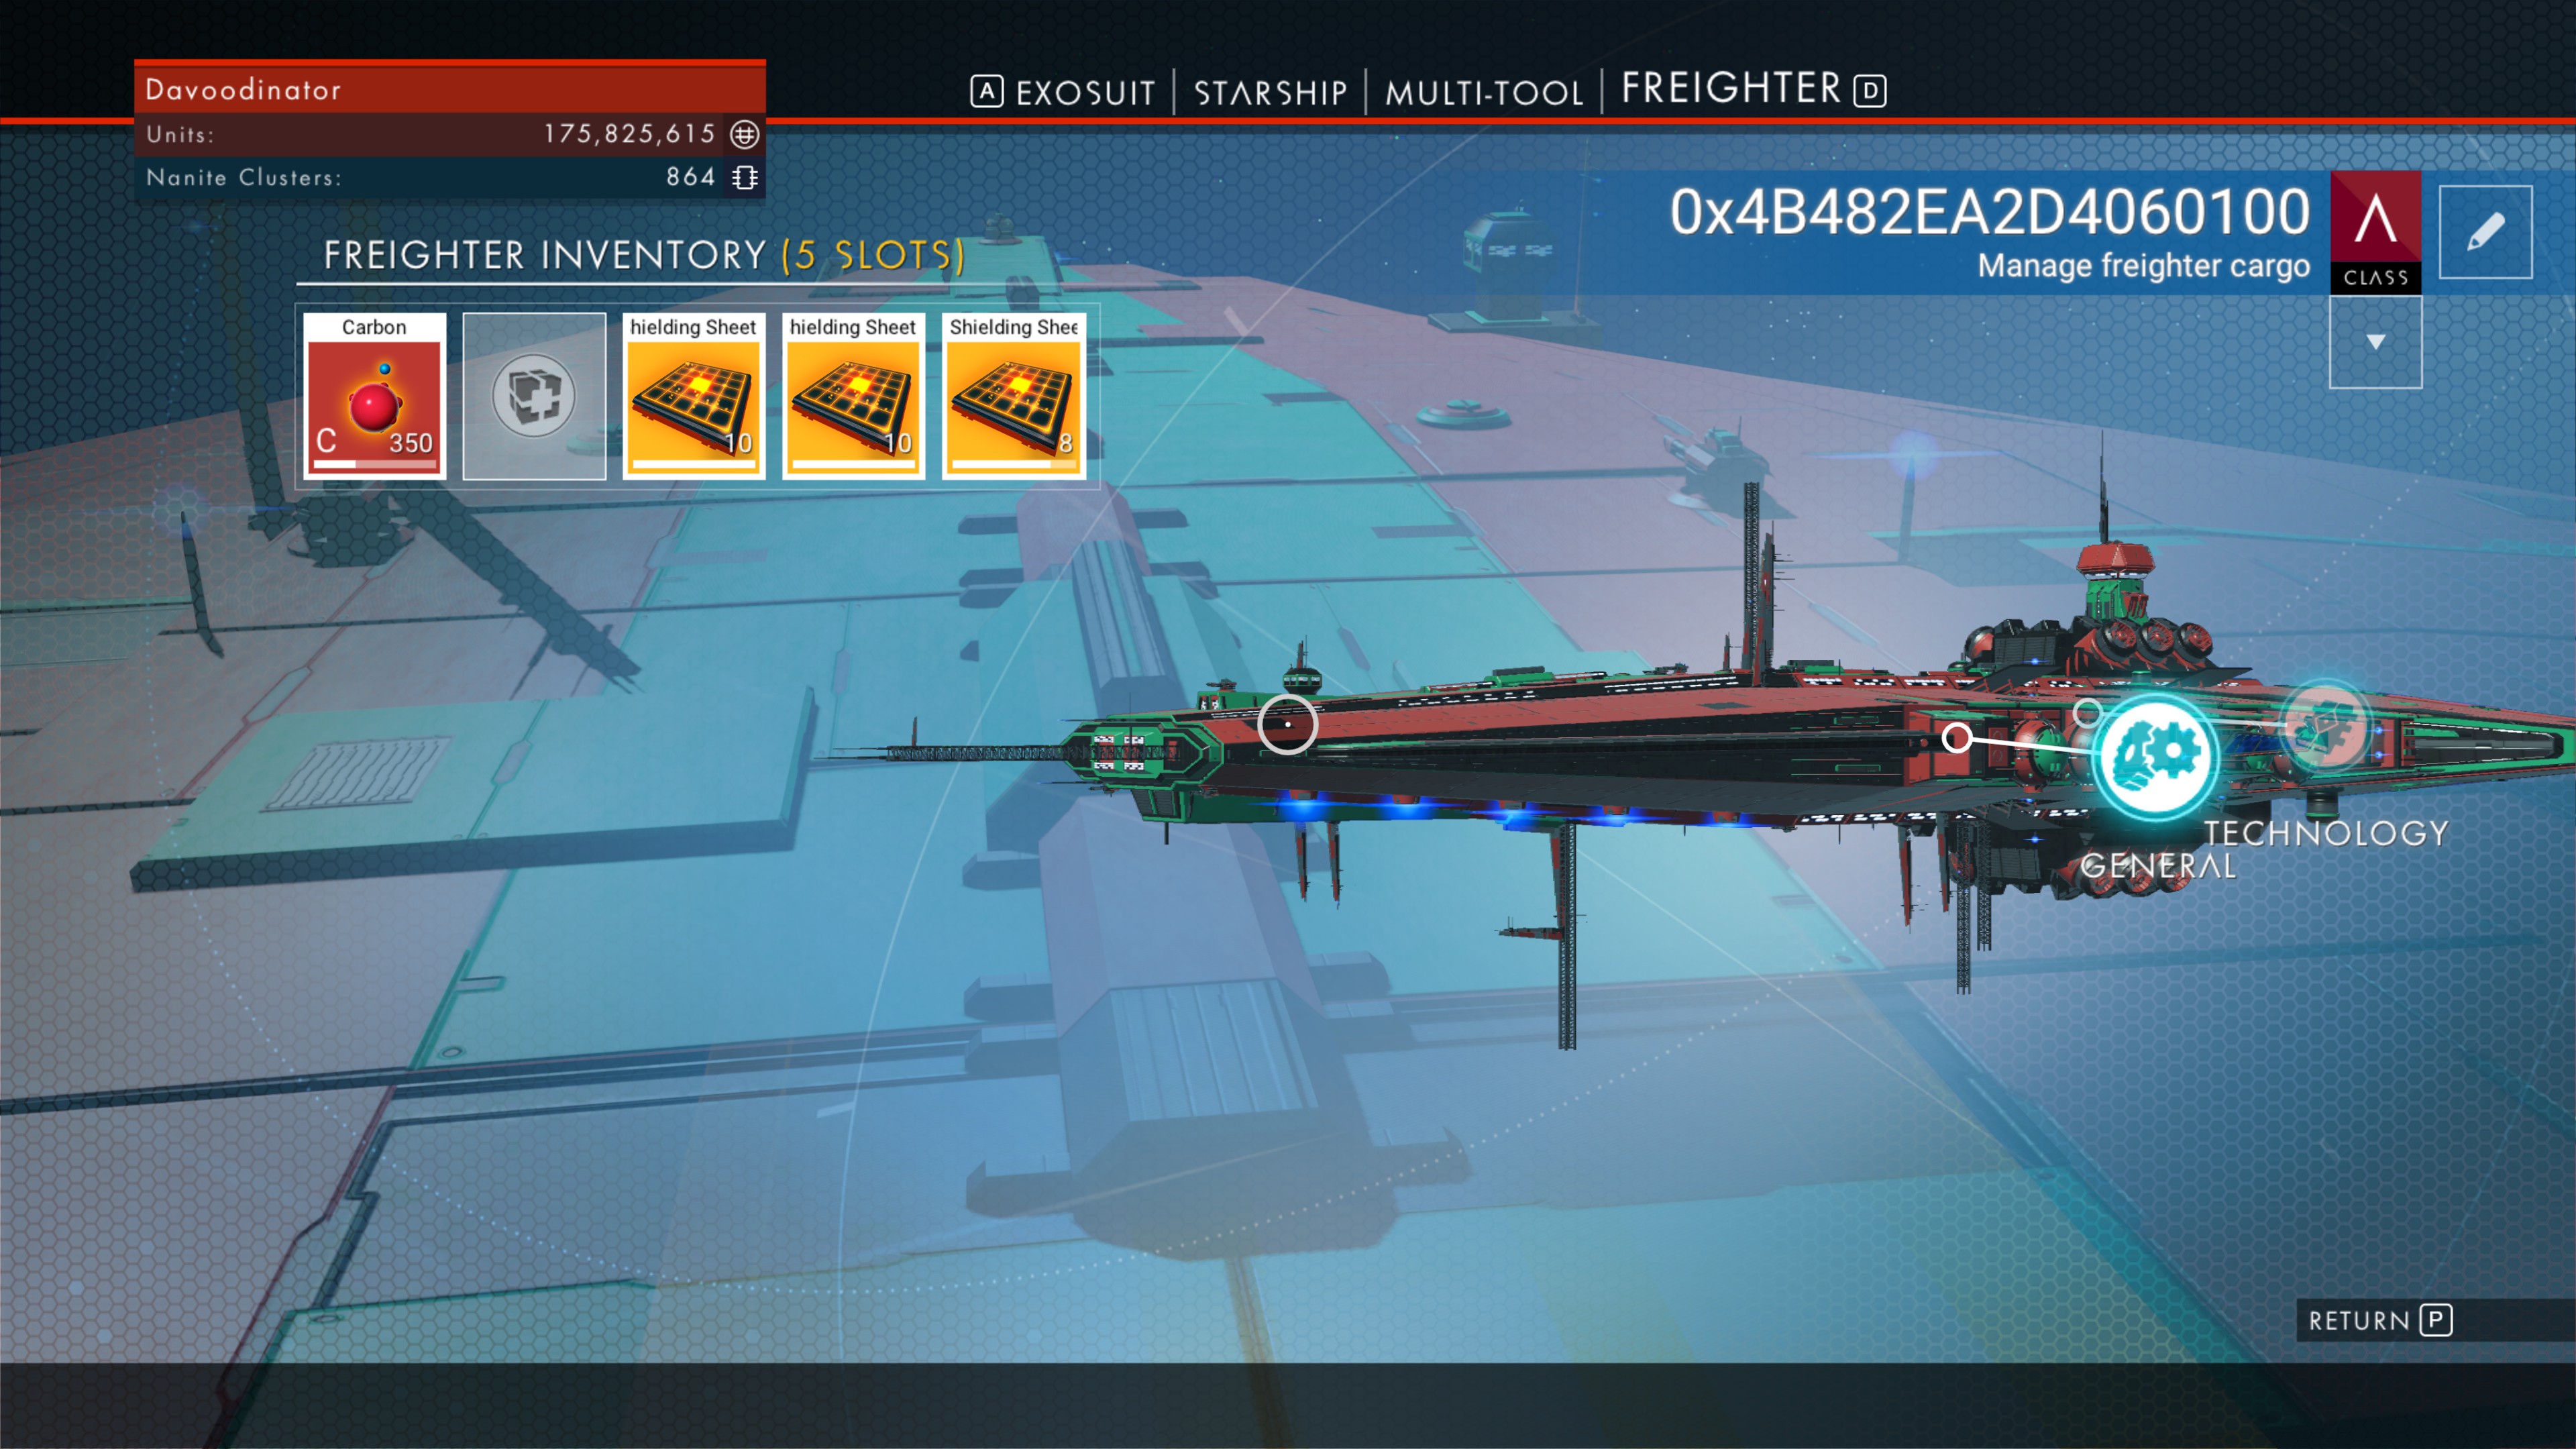 Davoodinator
Units: 175,825,615
Nanite Clusters: 864
A EXOSUIT STARSHIP MULTI-TOOL FREIGHTER D
0x4B482EA2D4060100
Manage freighter cargo
A
CLASS
FREIGHTER INVENTORY (5 SLOTS)
Carbon
C 350
hielding Sheet
10
hielding Sheet
10
Shielding Shee
8
TECHNOLOGY
GENERAL
RETURN P